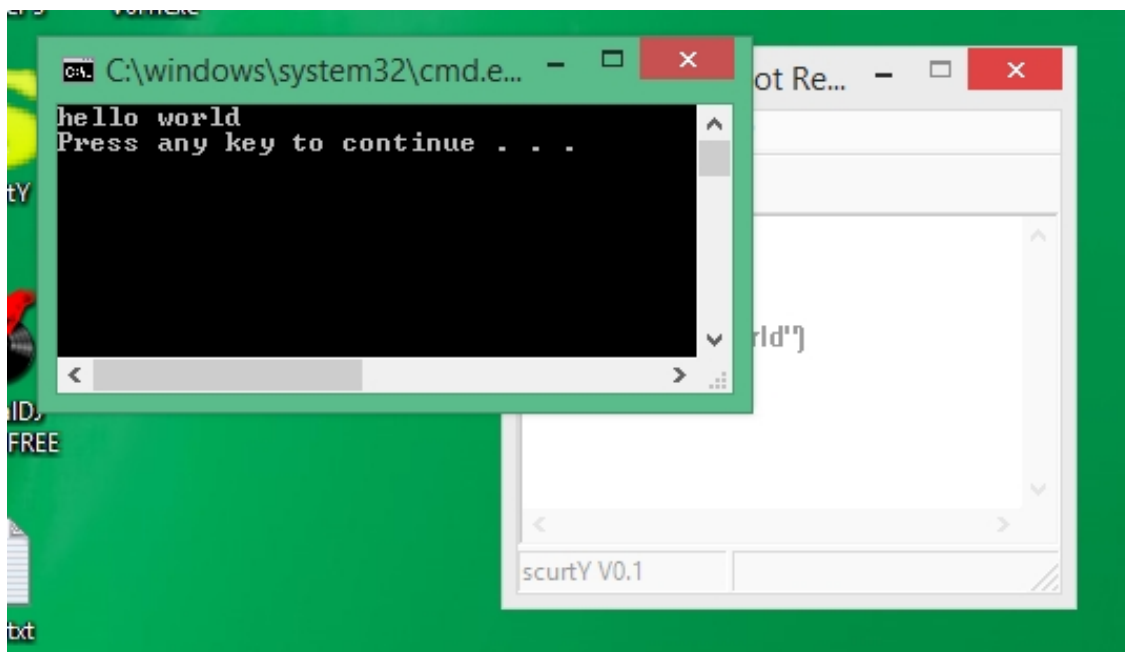 C:\windows\system32\cmd.e...
hello world
Press any key to continue . . .
ot Re...
rld")
scurtY V0.1
tY
FREE
txt